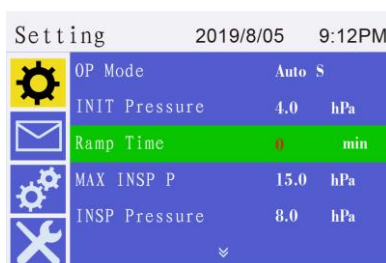 Setting 2019/8/05 9:12PM
OP Mode Auto S
INIT Pressure 4.0 hPa
Ramp Time 0 min
MAX INSP P 15.0 hPa
INSP Pressure 8.0 hPa